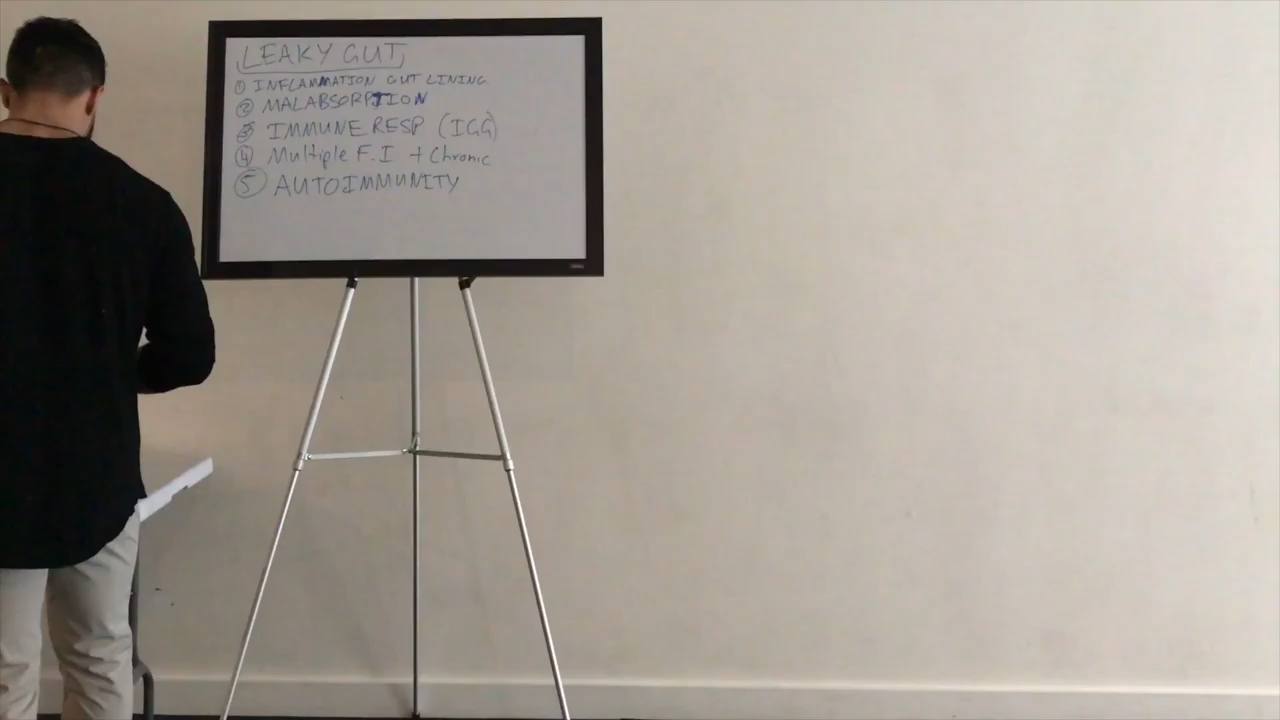 LEAKY GUT
① INFLAMMATION GUT LINING
② MALABSORPTION
③ IMMUNE RESP (IGG)
④ Multiple F.I + Chronic
⑤ AUTOIMMUNITY